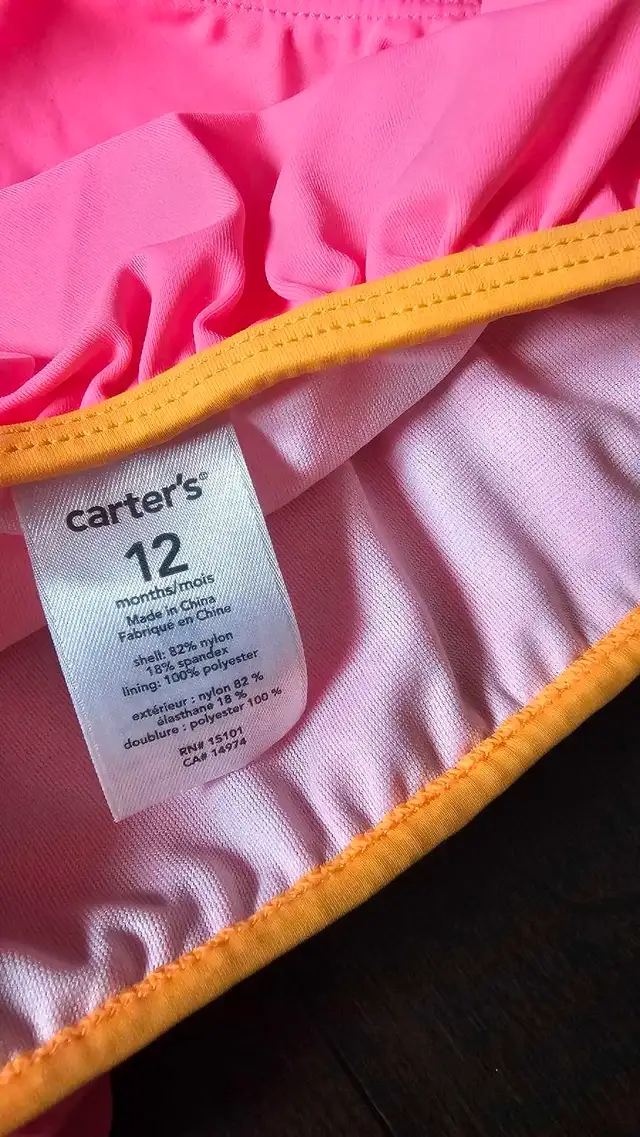 carter's®
12
months/mois
Made in China
Fabriqué en Chine
shell: 82% nylon
18% spandex
lining: 100% polyester
extérieur : nylon 82 %
élasthane 18 %
doublure : polyester 100 %
RN# 15101
CA# 14974